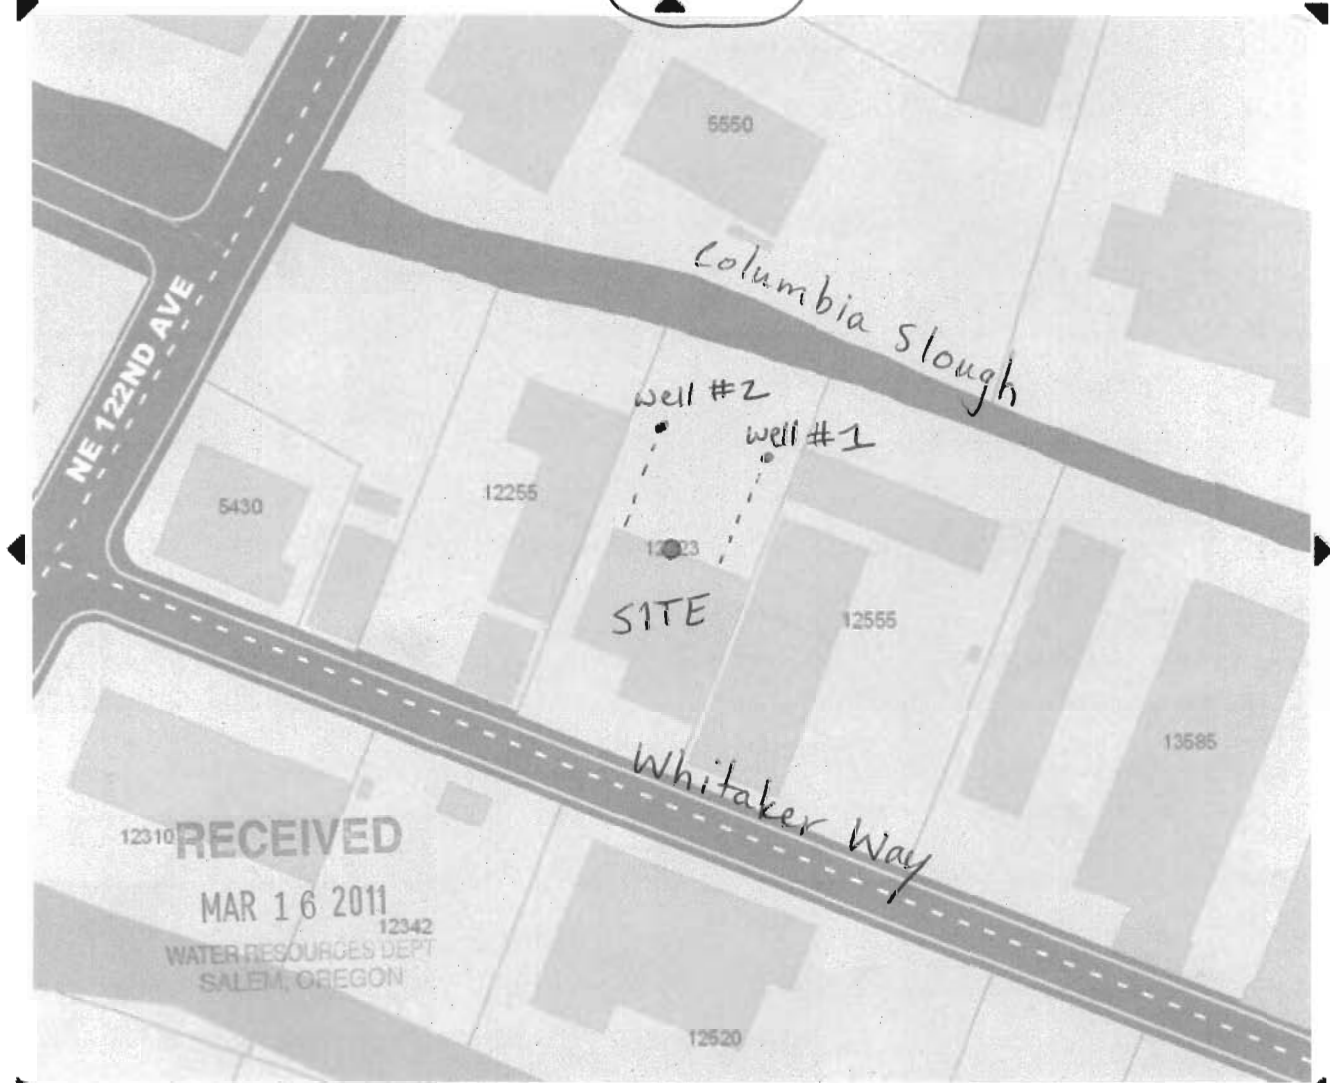 5550
Columbia Slough
NE 122ND AVE
well #2
well #1
12255
5430
SITE
12555
13585
Whitaker Way
12310
RECEIVED
MAR 16 2011
12342
WATER RESOURCES DEPT
SALEM, OREGON
12520